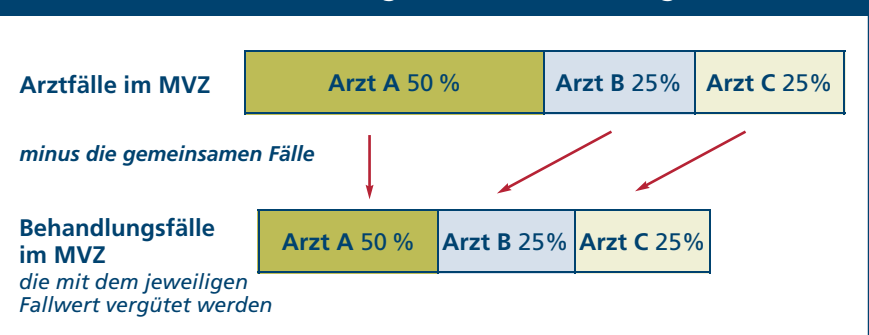 Arztfälle im MVZ
Arzt A 50 %
Arzt B 25%
Arzt C 25%
minus die gemeinsamen Fälle
Behandlungsfälle
im MVZ
die mit dem jeweiligen
Fallwert vergütet werden
Arzt A 50 %
Arzt B 25%
Arzt C 25%